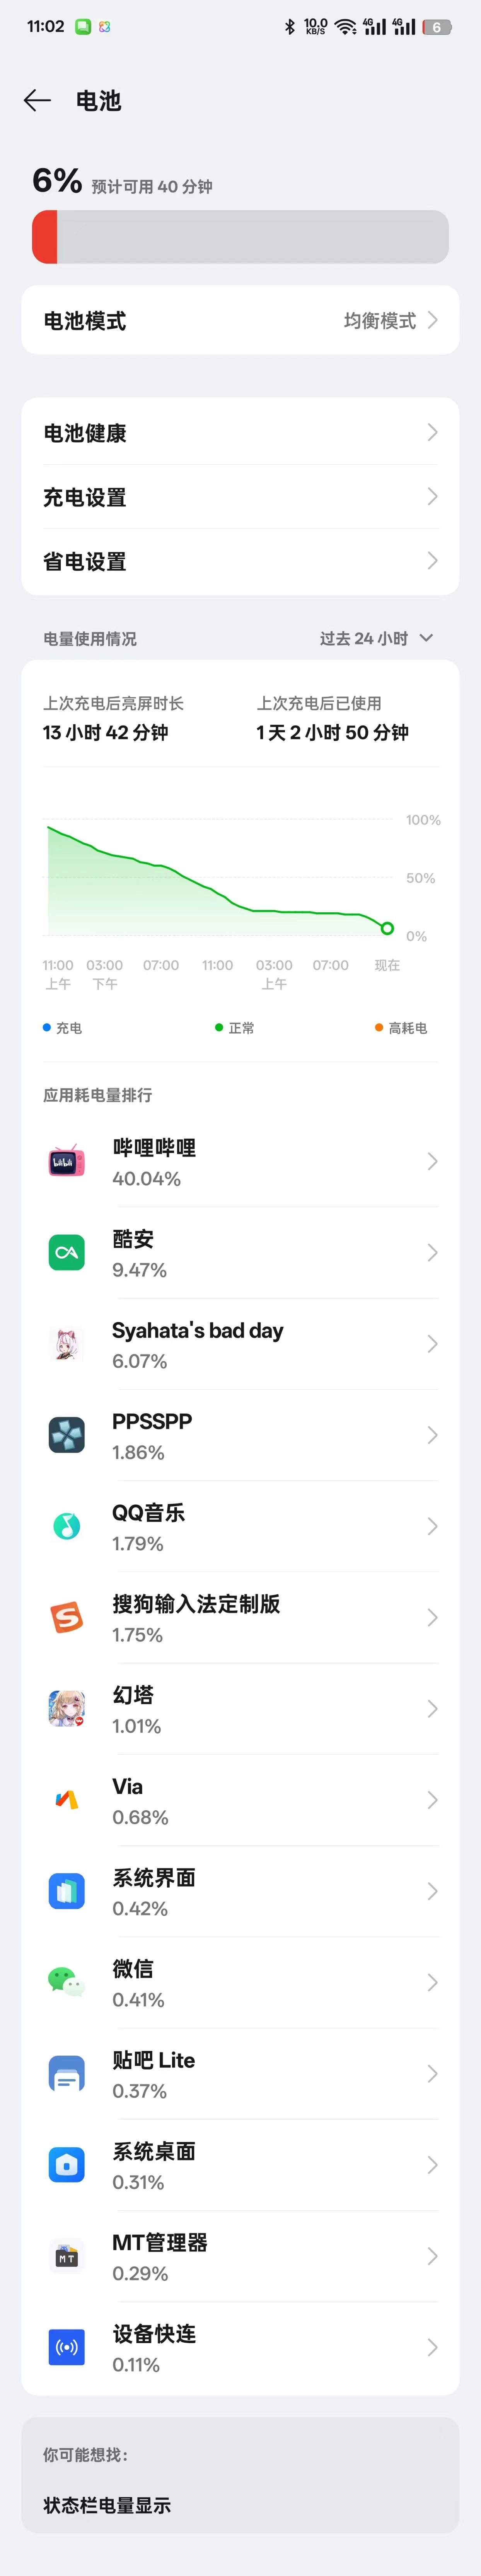 11:02
10.0 KB/S 4G 4G 6
电池
6% 预计可用 40 分钟
电池模式 均衡模式
电池健康
充电设置
省电设置
电量使用情况 过去 24 小时
上次充电后亮屏时长 上次充电后已使用
13 小时 42 分钟 1 天 2 小时 50 分钟
100%
50%
0%
11:00 03:00 07:00 11:00 03:00 07:00 现在
上午 下午 上午
充电 正常 高耗电
应用耗电量排行
bilibili
哔哩哔哩
40.04%
酷安
9.47%
Syahata's bad day
6.07%
PPSSPP
1.86%
QQ音乐
1.79%
S
搜狗输入法定制版
1.75%
幻塔
1.01%
Via
0.68%
系统界面
0.42%
微信
0.41%
贴吧 Lite
0.37%
系统桌面
0.31%
MT
MT管理器
0.29%
设备快连
0.11%
你可能想找：
状态栏电量显示